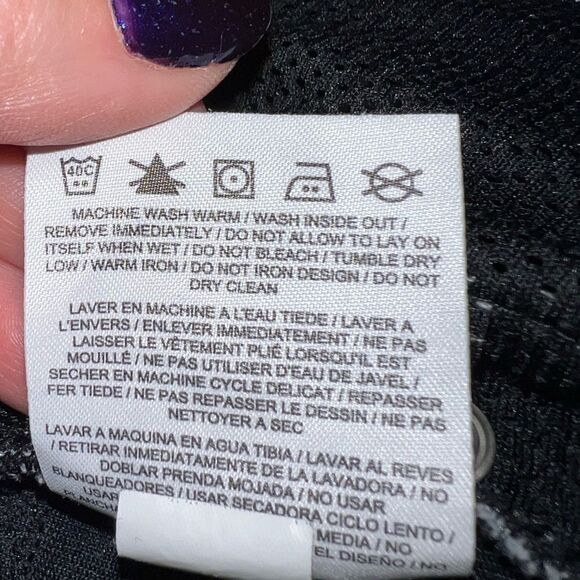 40C
MACHINE WASH WARM / WASH INSIDE OUT /
REMOVE IMMEDIATELY / DO NOT ALLOW TO LAY ON
ITSELF WHEN WET / DO NOT BLEACH / TUMBLE DRY
LOW / WARM IRON / DO NOT IRON DESIGN / DO NOT
DRY CLEAN
LAVER EN MACHINE A L'EAU TIEDE / LAVER A
L'ENVERS / ENLEVER IMMEDIATEMENT / NE PAS
LAISSER LE VÊTEMENT PLIÉ LORSQU'IL EST
MOUILLÉ / NE PAS UTILISER D'EAU DE JAVEL /
SECHER EN MACHINE CYCLE DELICAT / REPASSER
FER TIEDE / NE PAS REPASSER LE DESSIN / NE PAS
NETTOYER A SEC
LAVAR A MAQUINA EN AGUA TIBIA / LAVAR AL REVES
/ RETIRAR INMEDIATAMENTE DE LA LAVADORA / NO
DOBLAR PRENDA MOJADA / NO USAR
BLANQUEADORES / USAR SECADORA CICLO LENTO /
MEDIA / NO
EL DISEÑO / NO